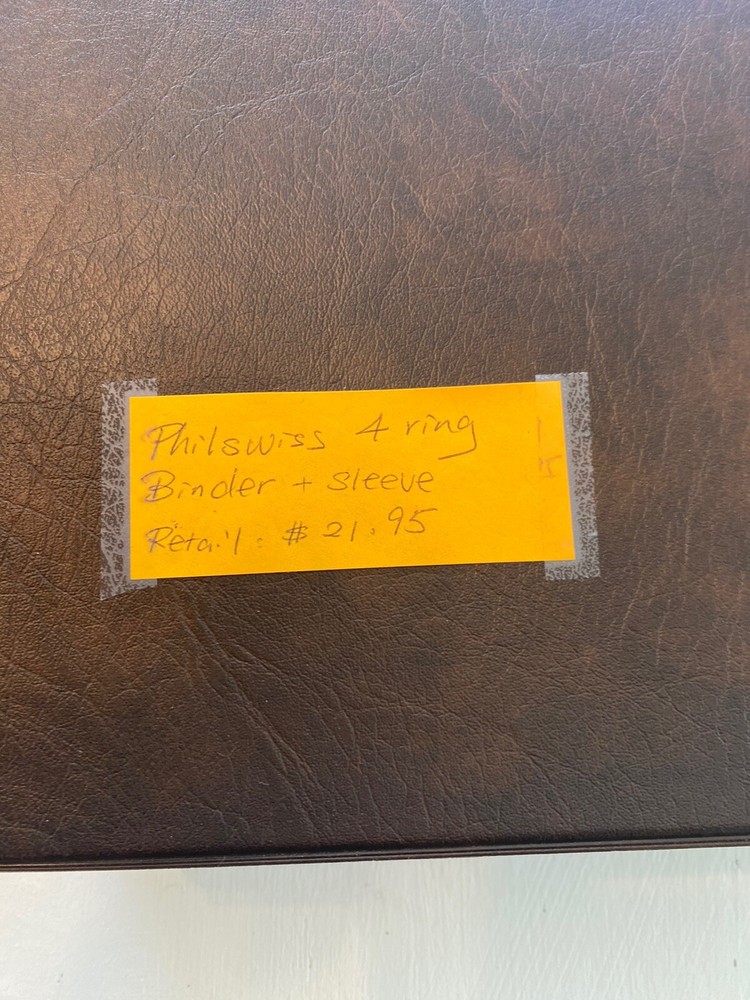 Philswiss 4 ring
Binder + sleeve
Retail: $21.95